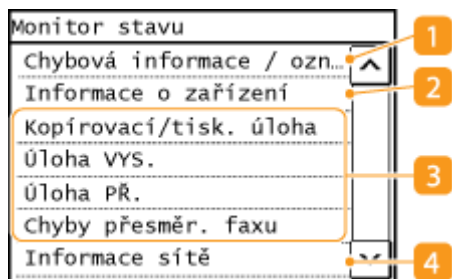 Monitor stavu
Chybová informace / ozn… 1
Informace o zařízení 2
Kopírovací/tisk. úloha
Úloha VYS.
Úloha PŘ. 3
Chyby přesměr. faxu
Informace sítě 4